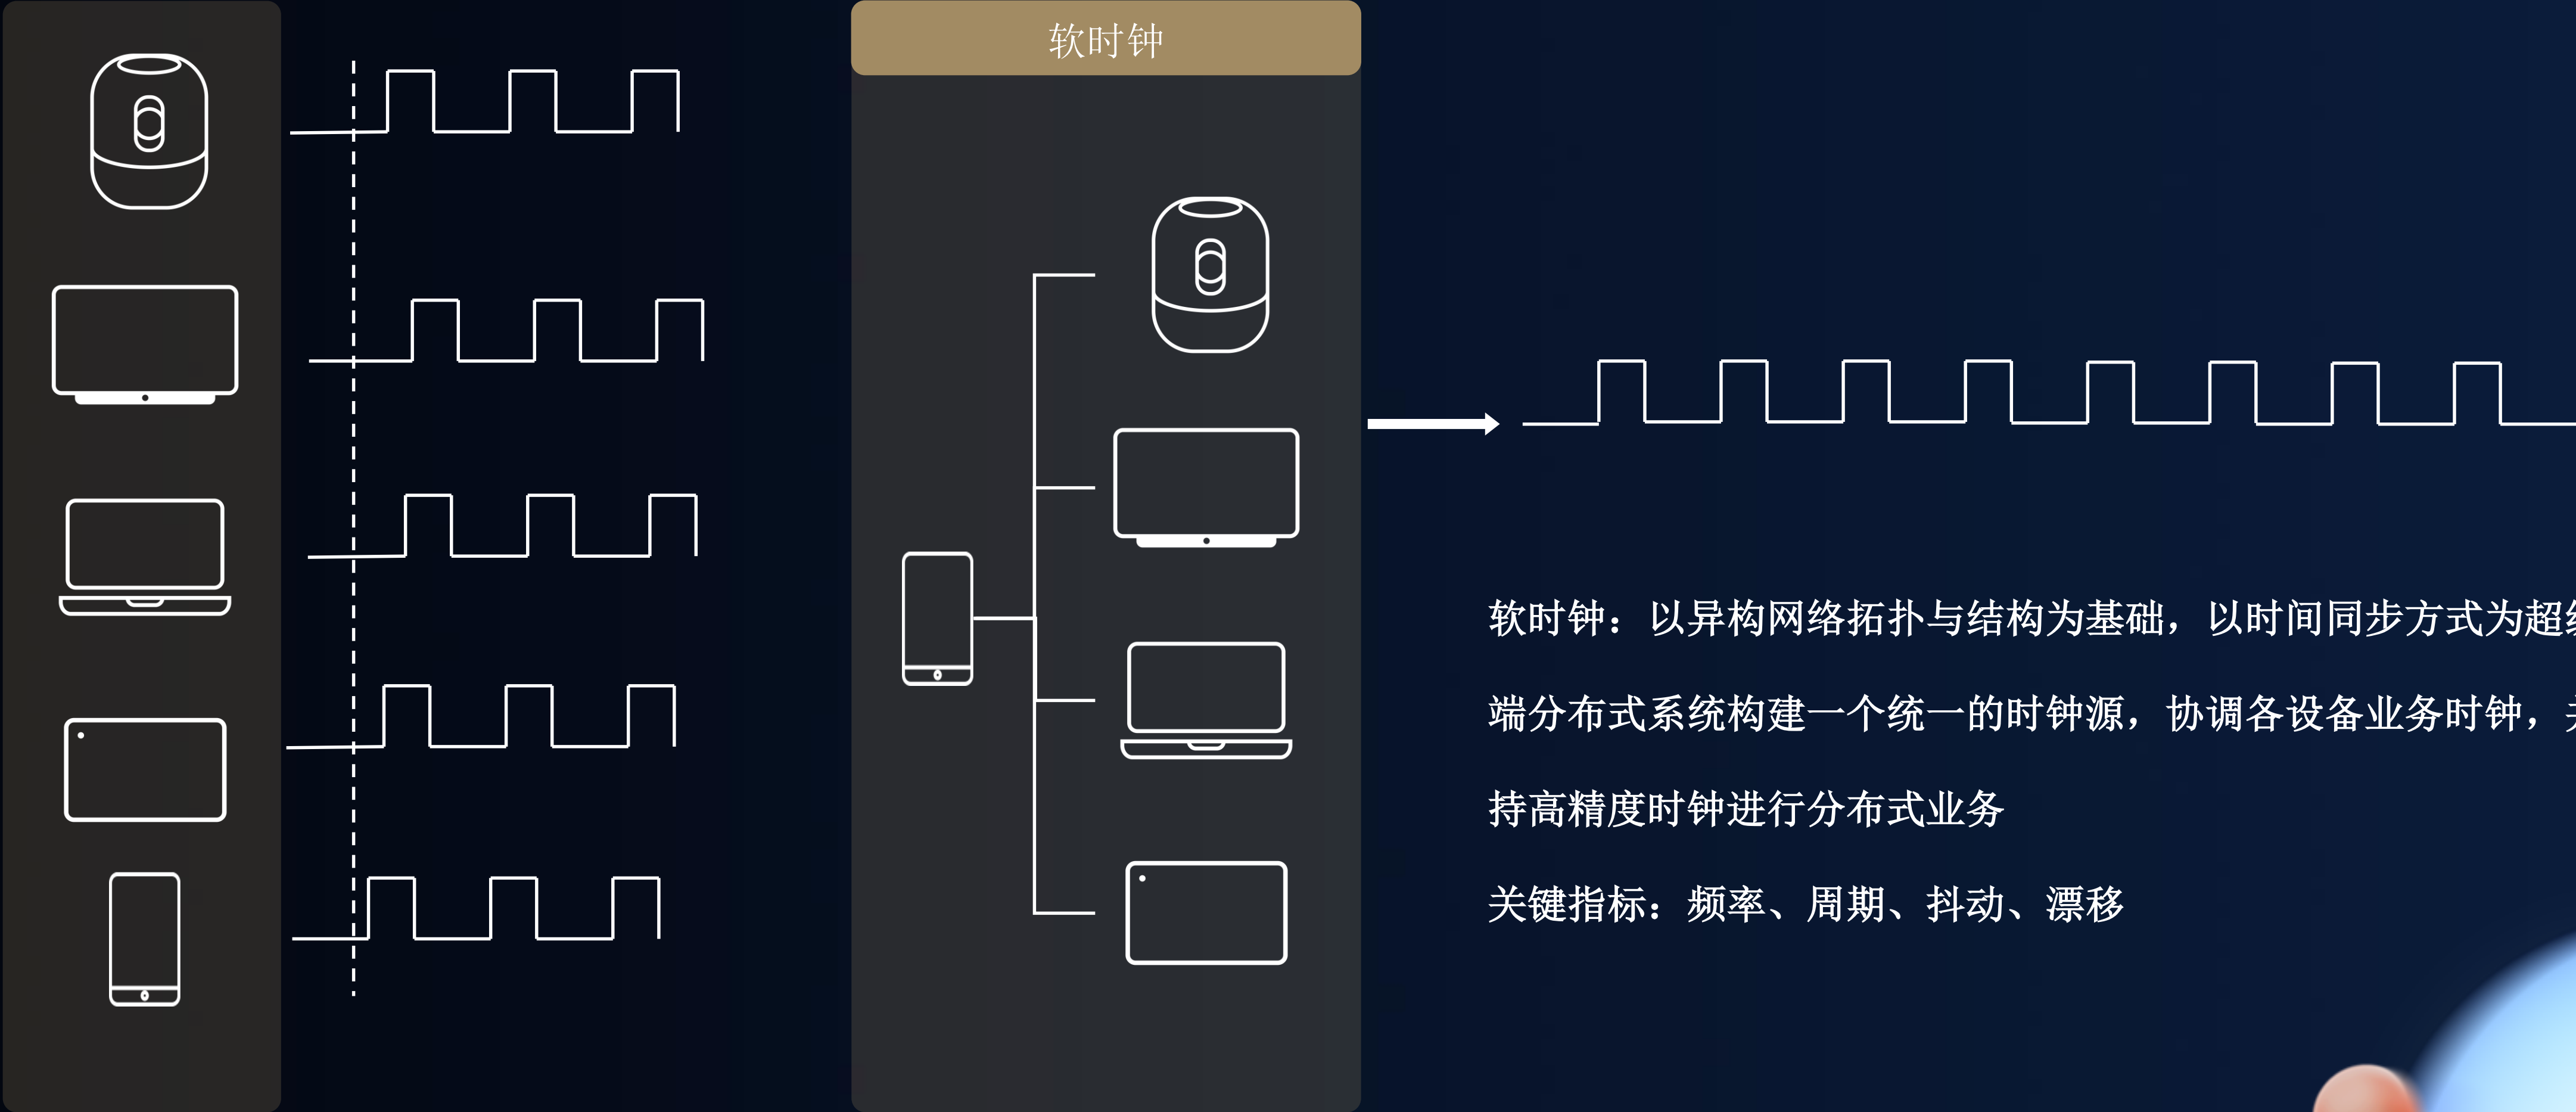 软时钟
软时钟：以异构网络拓扑与结构为基础，以时间同步方式为超
端分布式系统构建一个统一的时钟源，协调各设备业务时钟，
持高精度时钟进行分布式业务
关键指标：频率、周期、抖动、漂移